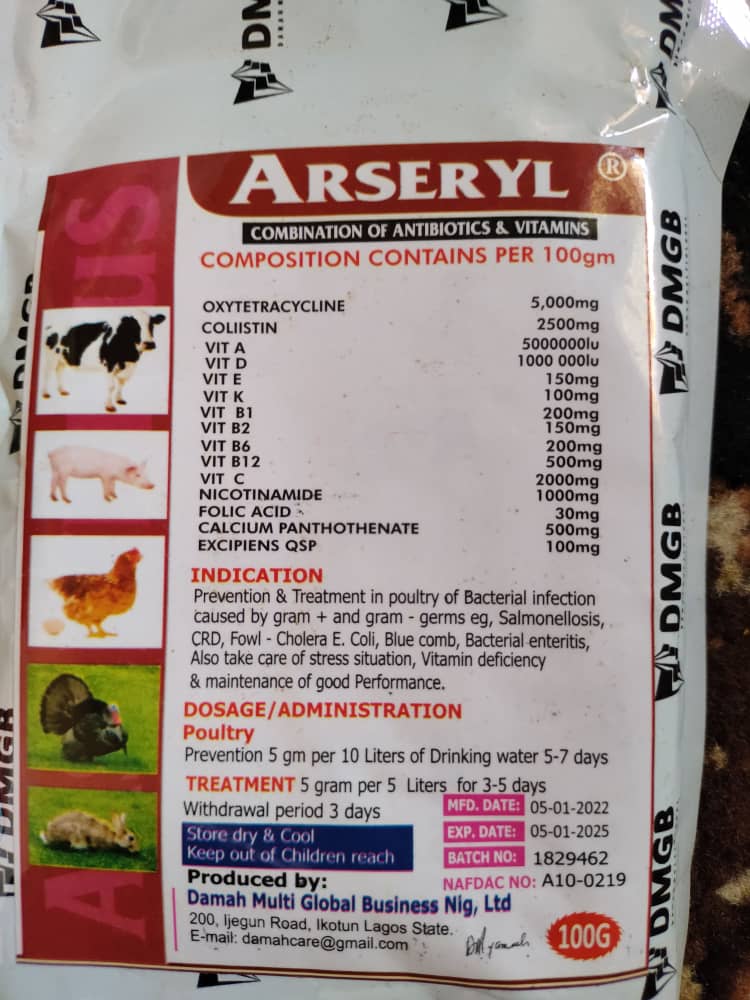 DMGB
ARSERYL ®
COMBINATION OF ANTIBIOTICS & VITAMINS
COMPOSITION CONTAINS PER 100gm
OXYTETRACYCLINE 5,000mg
COLIISTIN 2500mg
VIT A 5000000lu
VIT D 1000 000lu
VIT E 150mg
VIT K 100mg
VIT B1 200mg
VIT B2 150mg
VIT B6 200mg
VIT B12 500mg
VIT C 2000mg
NICOTINAMIDE 1000mg
FOLIC ACID 30mg
CALCIUM PANTHOTHENATE 500mg
EXCIPIENS QSP 100mg
INDICATION
Prevention & Treatment in poultry of Bacterial infection
caused by gram + and gram - germs eg, Salmonellosis,
CRD, Fowl - Cholera E. Coli, Blue comb, Bacterial enteritis,
Also take care of stress situation, Vitamin deficiency
& maintenance of good Performance.
DOSAGE/ADMINISTRATION
Poultry
Prevention 5 gm per 10 Liters of Drinking water 5-7 days
TREATMENT 5 gram per 5 Liters for 3-5 days
Withdrawal period 3 days
MFD. DATE: 05-01-2022
Store dry & Cool
Keep out of Children reach
EXP. DATE: 05-01-2025
BATCH NO: 1829462
NAFDAC NO: A10-0219
Produced by:
Damah Multi Global Business Nig, Ltd
200, Ijegun Road, Ikotun Lagos State.
E-mail: damahcare@gmail.com
100G
DMGB
DMGB
DMGB
DMGB